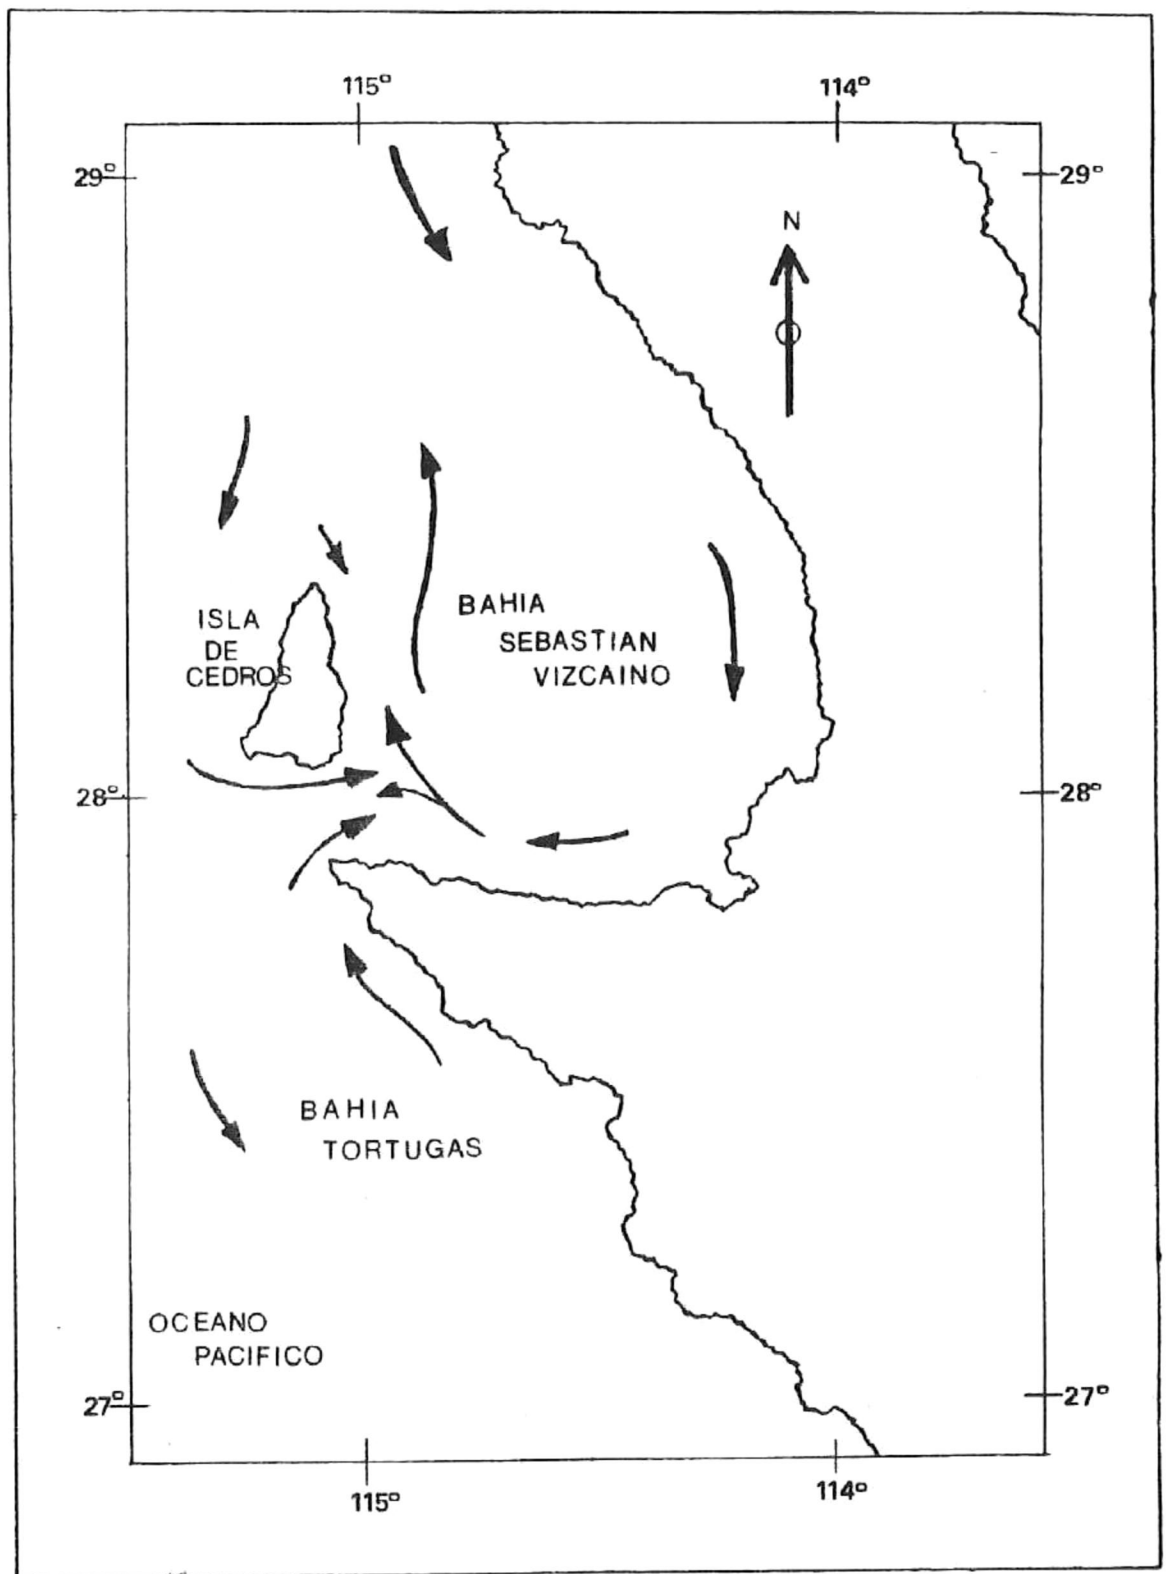 115° 114°
29° 29°
N
ISLA
DE
CEDROS
BAHIA
SEBASTIAN
VIZCAINO
28° 28°
BAHIA
TORTUGAS
OCEANO
PACIFICO
27° 27°
115° 114°